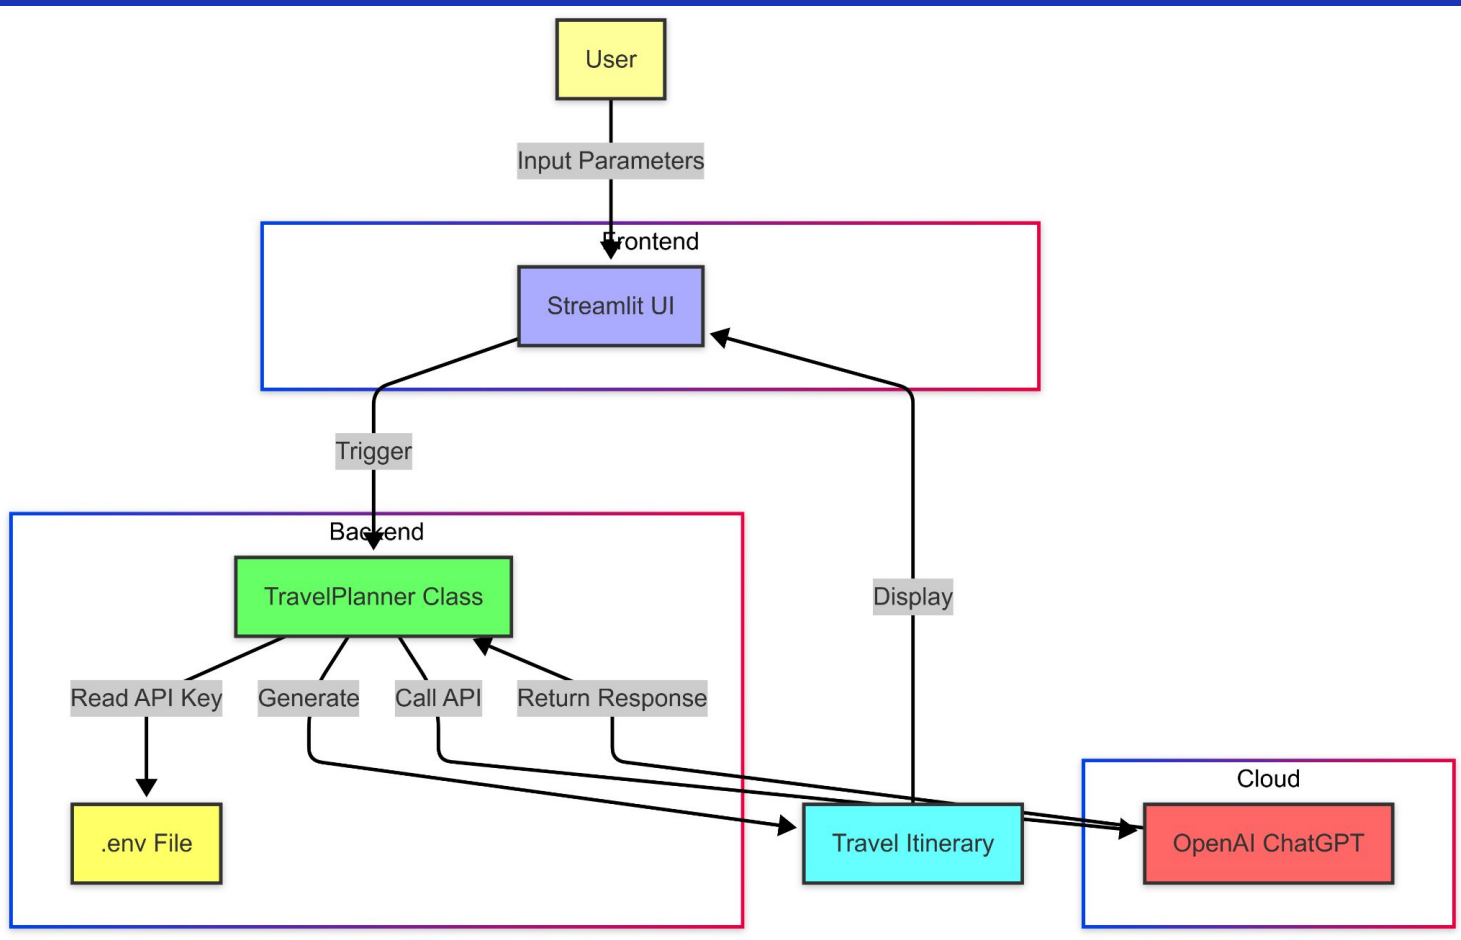 User
Input Parameters
Frontend
Streamlit UI
Trigger
Backend
TravelPlanner Class
Display
Read API Key
Generate
Call API
Return Response
Cloud
.env File
Travel Itinerary
OpenAI ChatGPT